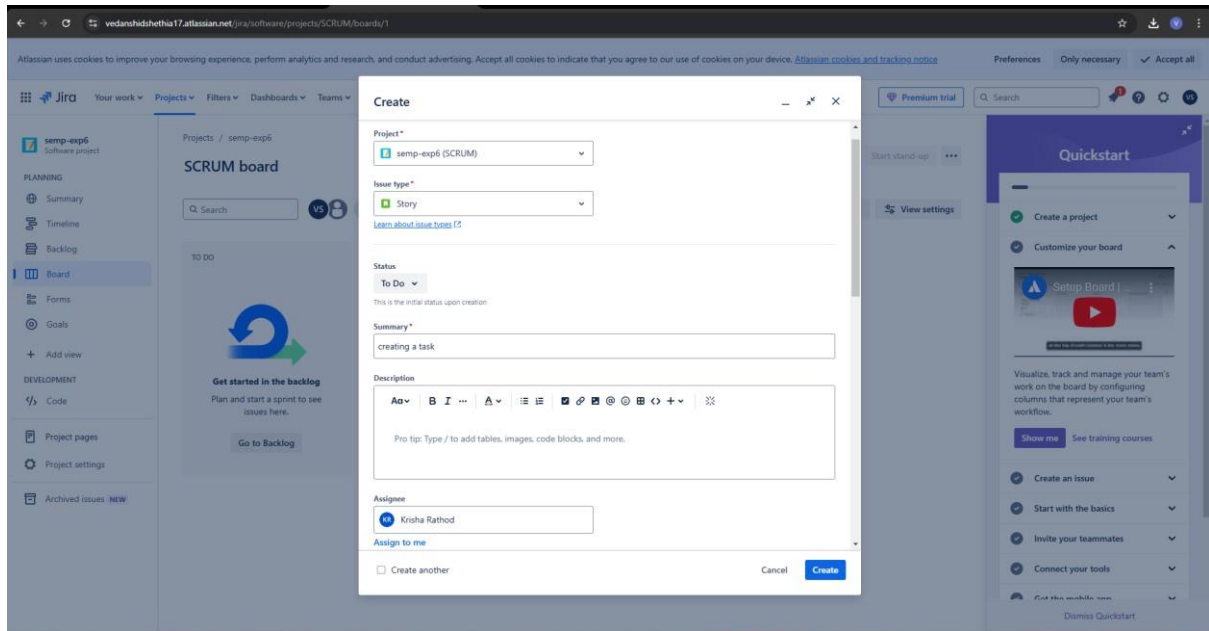 vedanshidshethia17.atlassian.net/jira/software/projects/SCRUM/boards/1
Atlassian uses cookies to improve your browsing experience, perform analytics and research, and conduct advertising. Accept all cookies to indicate that you agree to our use of cookies on your device. Atlassian cookies and tracking notice
Preferences Only necessary Accept all
Jira Your work Projects Filters Dashboards Teams
Premium trial
Search
VS
semp-exp6
Software project
PLANNING
Summary
Timeline
Backlog
Board
Forms
Goals
+ Add view
DEVELOPMENT
Code
Project pages
Project settings
Archived issues NEW
Projects / semp-exp6
SCRUM board
Search
VS
TO DO
Get started in the backlog
Plan and start a sprint to see
issues here.
Go to Backlog
Start stand-up
View settings
Create
Project *
semp-exp6 (SCRUM)
Issue type *
Story
Learn about issue types
Status
To Do
This is the initial status upon creation
Summary *
creating a task
Description
Aa B I ... A @ <> +
Pro tip: Type / to add tables, images, code blocks, and more.
Assignee
KR Krisha Rathod
Assign to me
Create another
Cancel Create
Quickstart
Create a project
Customize your board
Setup Board |
Visualize, track and manage your team's
work on the board by configuring
columns that represent your team's
workflow.
Show me See training courses
Create an issue
Start with the basics
Invite your teammates
Connect your tools
Get the mobile app
Dismiss Quickstart